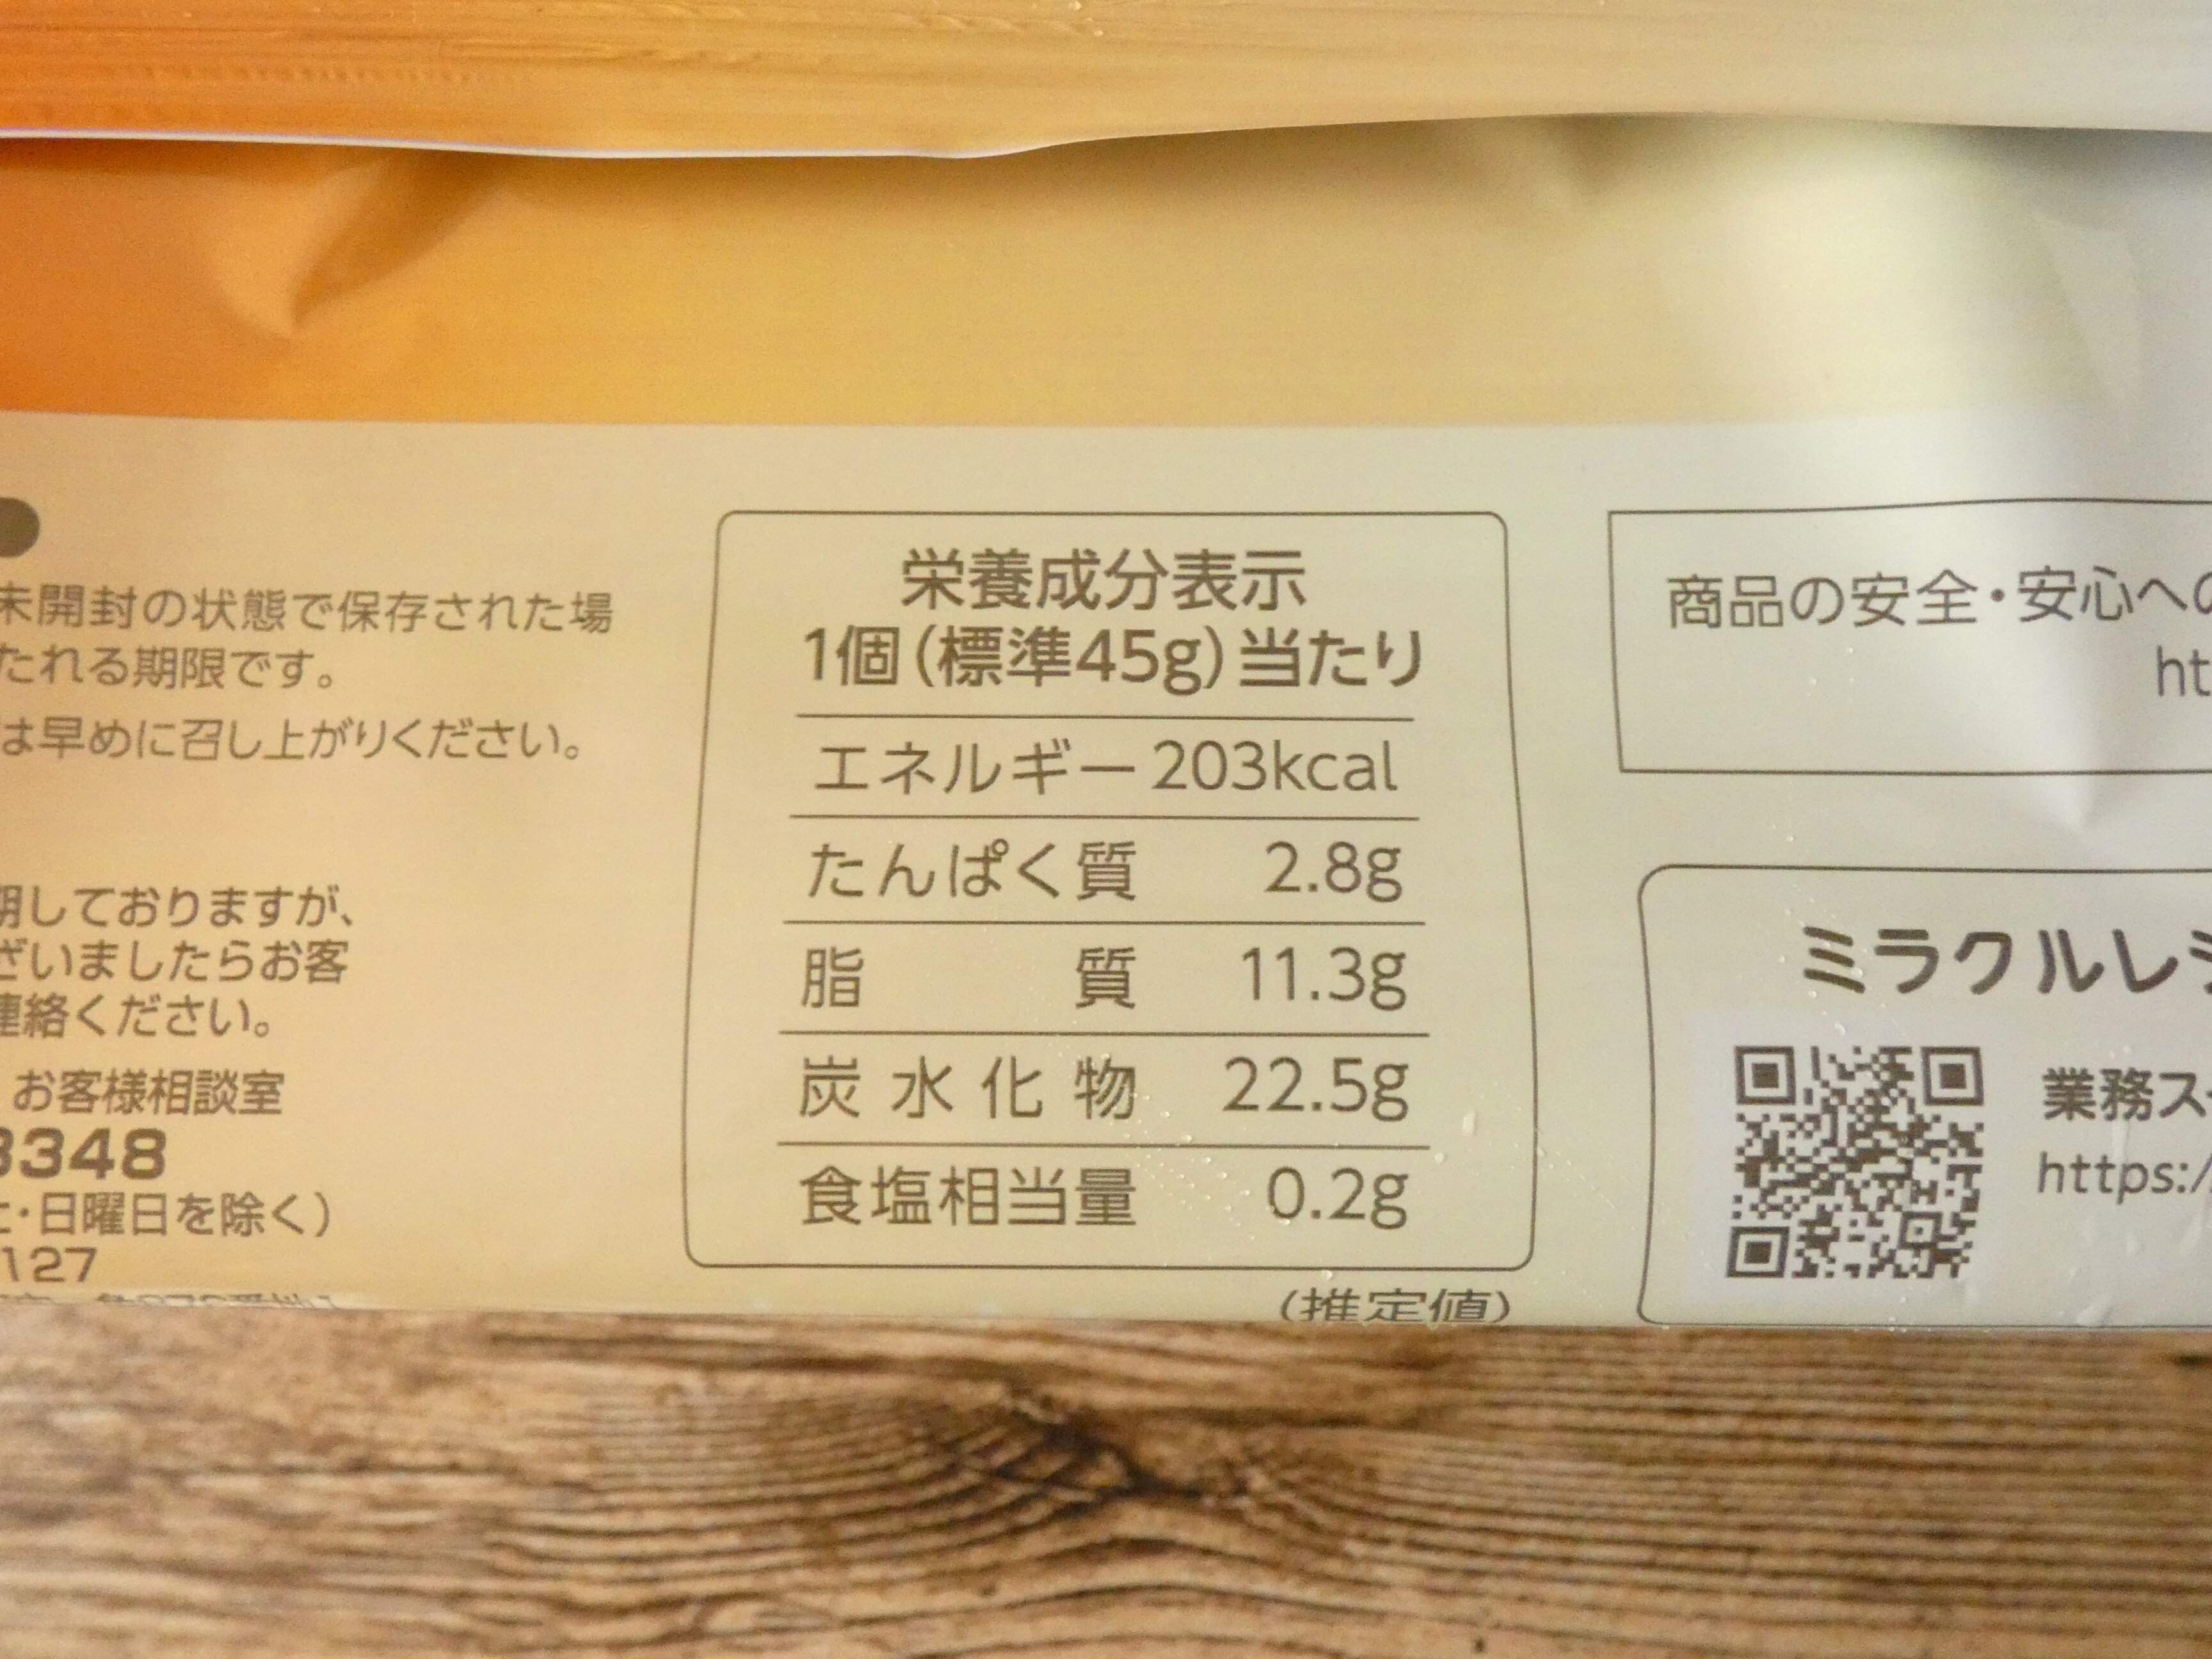 未開封の状態で保存された場
たれる期限です。
は早めに召し上がりください。
期しておりますが、
ざいましたらお客
連絡ください。
お客様相談室
3348
・日曜日を除く)
127
栄養成分表示
1個(標準45g)当たり
エネルギー 203kcal
たんぱく質 2.8g
脂質 11.3g
炭水化物 22.5g
食塩相当量 0.2g
(推定値)
商品の安全・安心への
ht
ミラクルレシ
業務ス
https:/